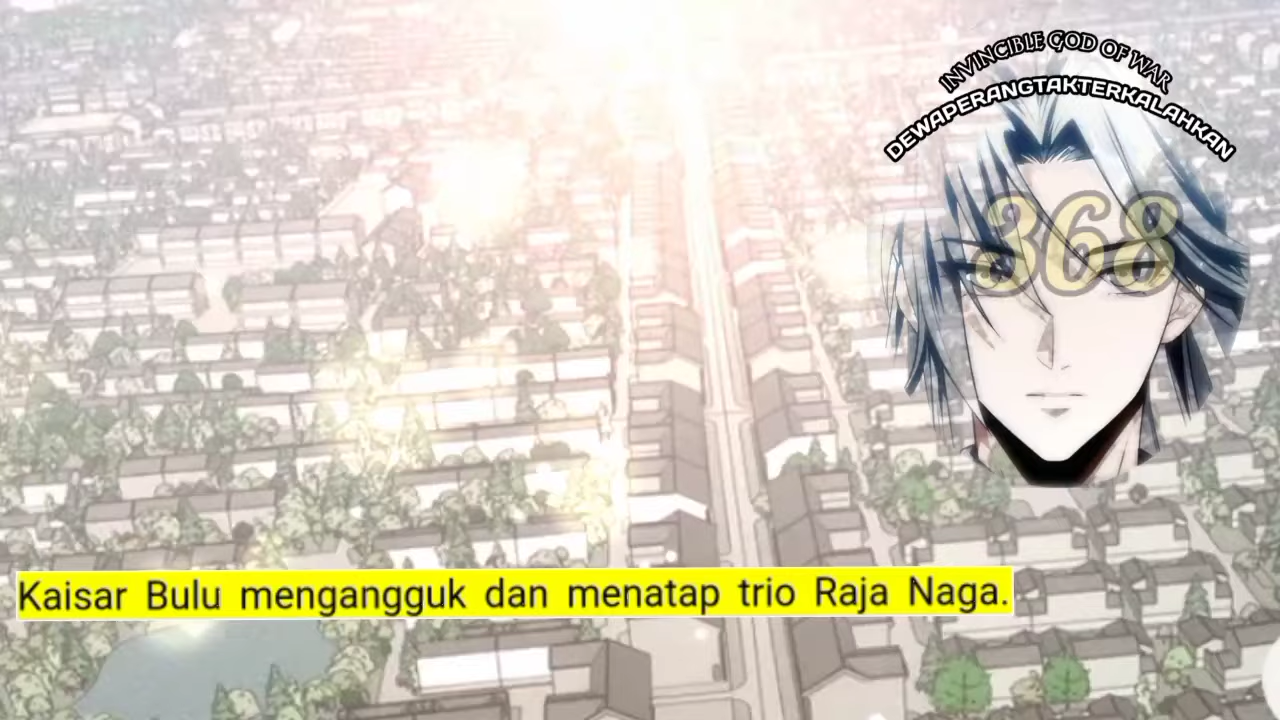 INVINCIBLE GOD OF WAR
DEWAPERANGTAKTERKALAHKAN
368
Kaisar Bulu mengangguk dan menatap trio Raja Naga.